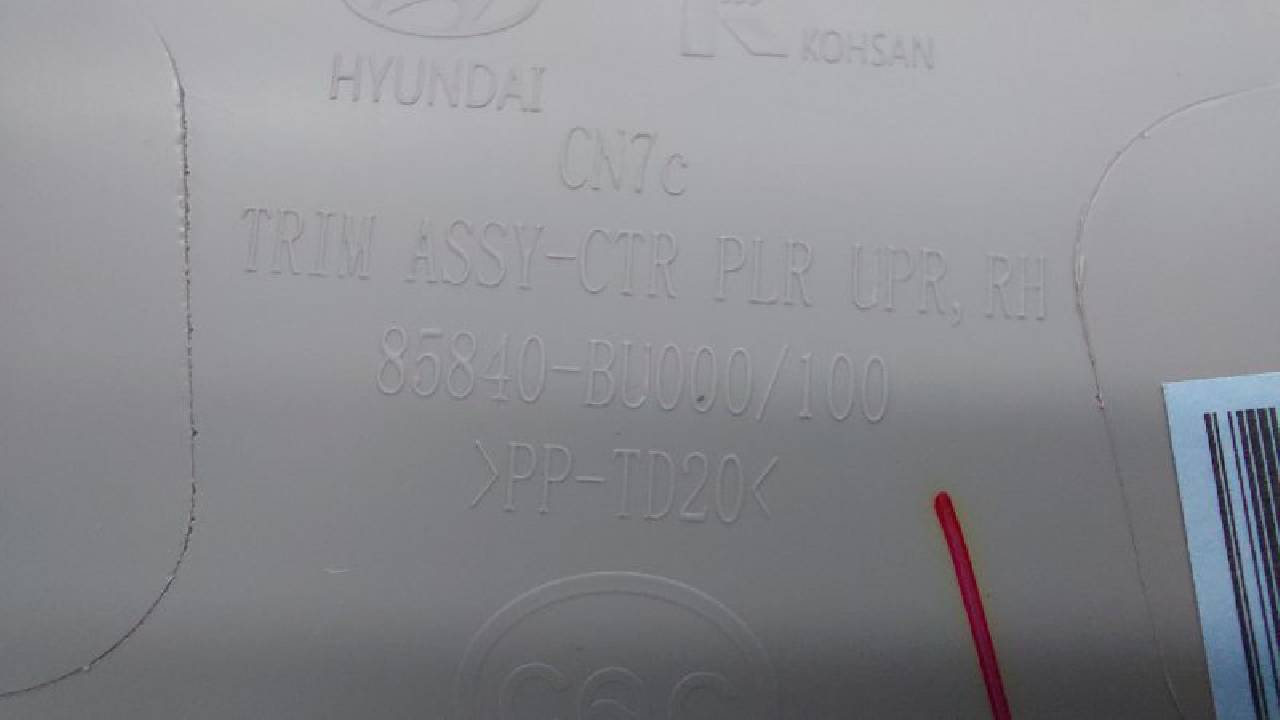 HYUNDAI
KOHSAN
CN7c
TRIM ASSY-CTR PLR UPR, RH
85840-BU000/100
>PP-TD20<